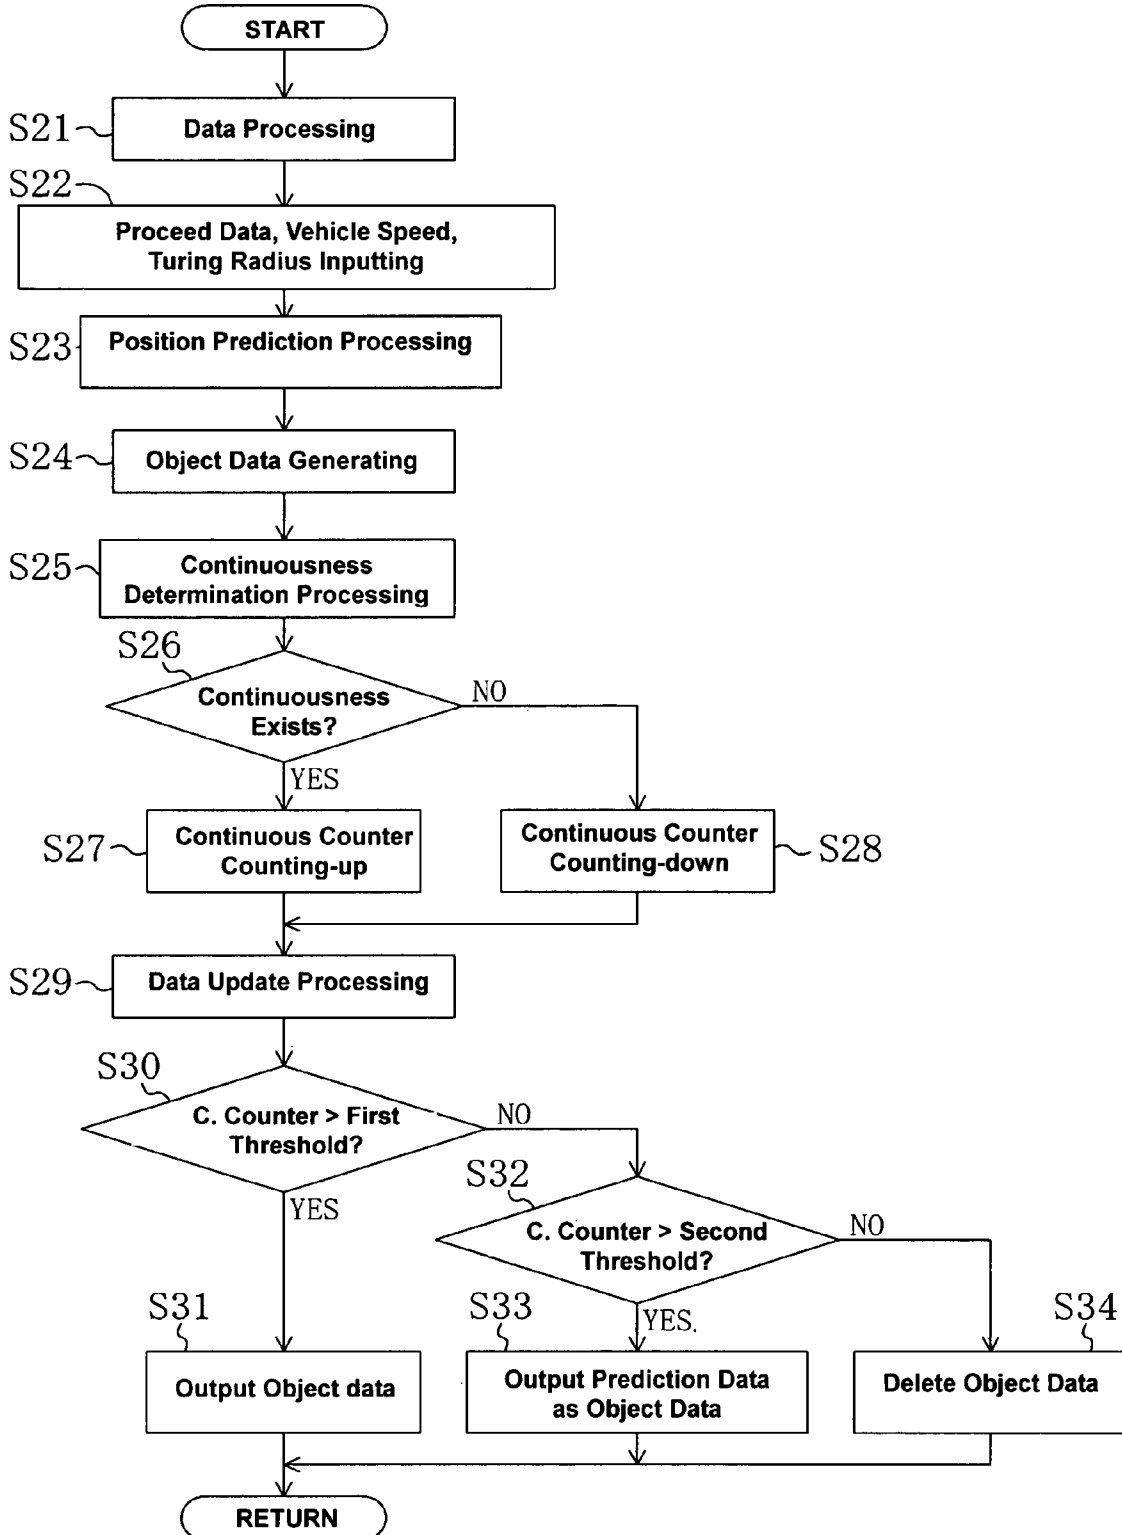 START
S21
Data Processing
S22
Proceed Data, Vehicle Speed,
Turing Radius Inputting
S23
Position Prediction Processing
S24
Object Data Generating
S25
Continuousness
Determination Processing
S26
Continuousness
Exists?
NO
YES
S27
Continuous Counter
Counting-up
Continuous Counter
Counting-down
S28
S29
Data Update Processing
S30
C. Counter > First
Threshold?
NO
YES
S32
C. Counter > Second
Threshold?
NO
YES.
S31
Output Object data
S33
Output Prediction Data
as Object Data
S34
Delete Object Data
RETURN